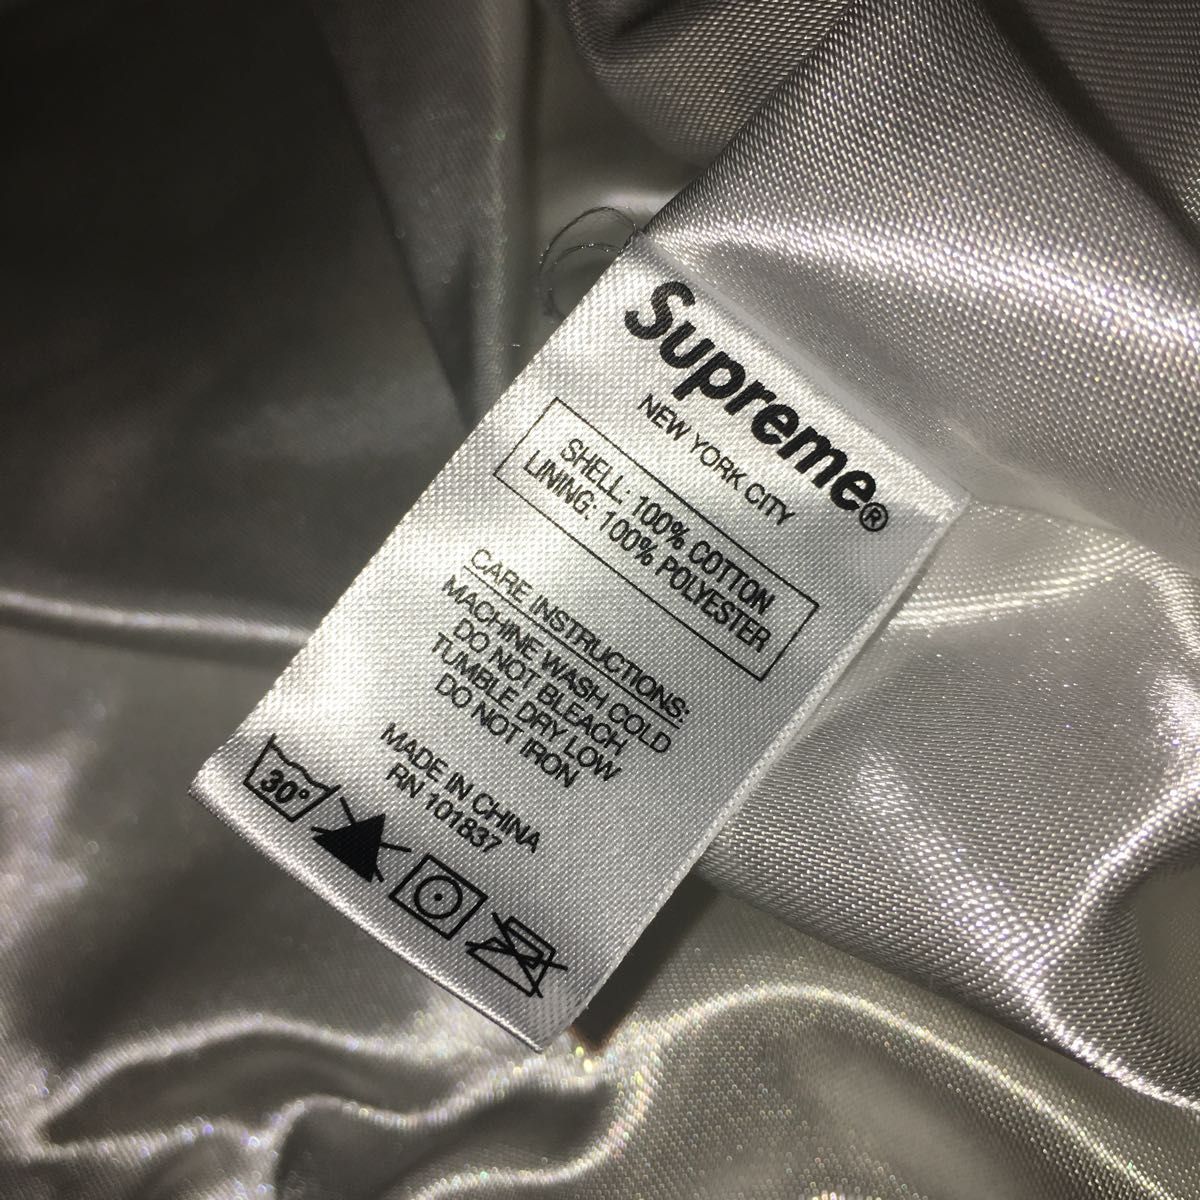 Supreme®
NEW YORK CITY
SHELL: 100% COTTON
LINING: 100% POLYESTER
CARE INSTRUCTIONS:
MACHINE WASH COLD
DO NOT BLEACH
TUMBLE DRY LOW
DO NOT IRON
MADE IN CHINA
RN 101837
30°